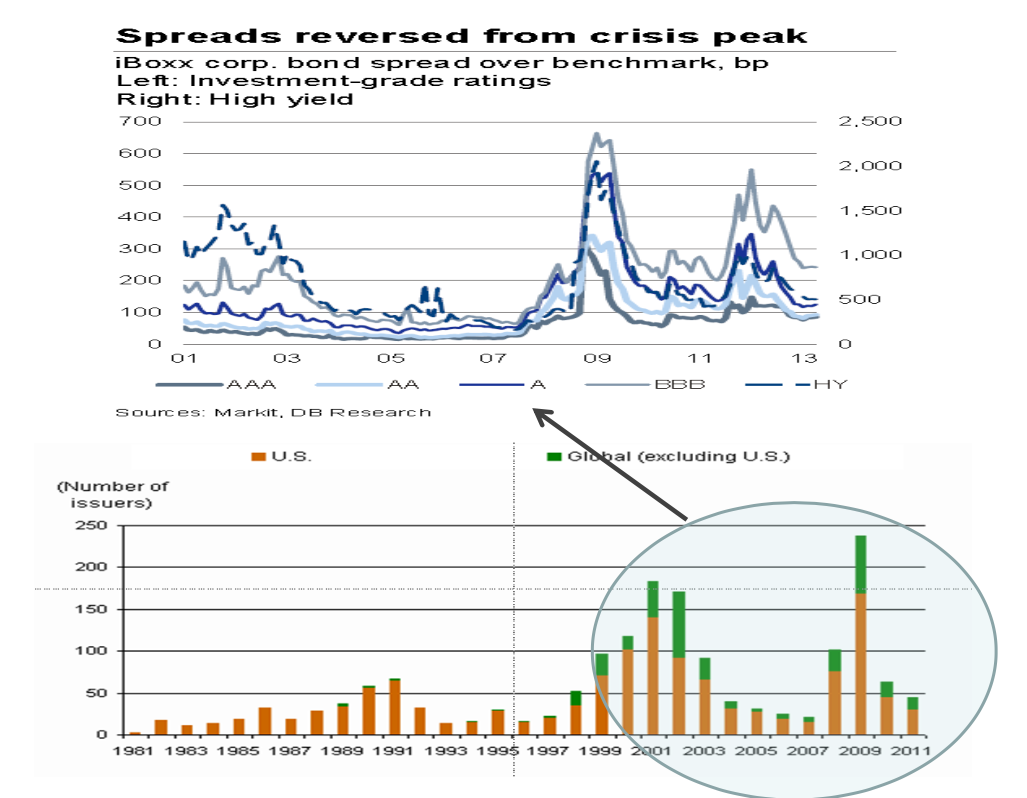 Spreads reversed from crisis peak
iBoxx corp. bond spread over benchmark, bp
Left: Investment-grade ratings
Right: High yield
700 2,500
600 2,000
500
400 1,500
300 1,000
200
100 500
0 0
01 03 05 07 09 11 13
AAA AA A BBB HY
Sources: Markit, DB Research
U.S. Global (excluding U.S.)
(Number of
issuers)
250
200
150
100
50
0
1981 1983 1985 1987 1989 1991 1993 1995 1997 1999 2001 2003 2005 2007 2009 2011